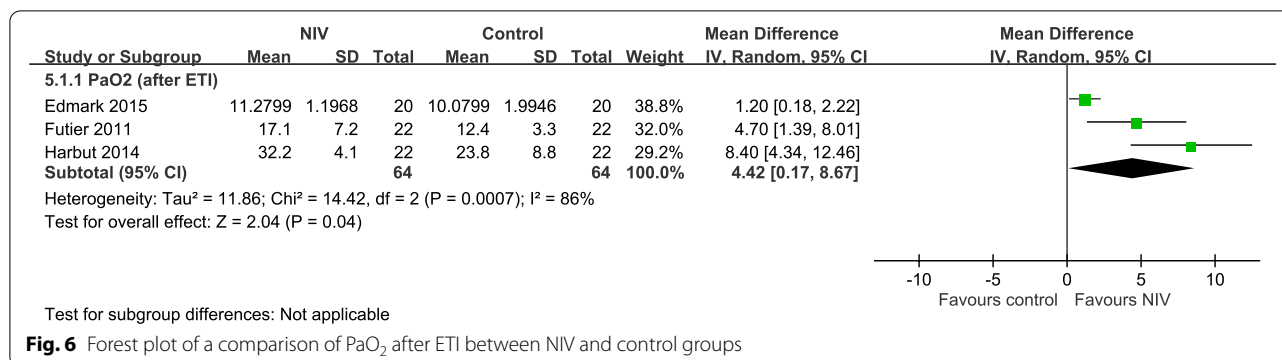 NIV Control Mean Difference Mean Difference
Study or Subgroup Mean SD Total Mean SD Total Weight IV, Random, 95% CI IV, Random, 95% CI
5.1.1 PaO2 (after ETI)
Edmark 2015 11.2799 1.1968 20 10.0799 1.9946 20 38.8% 1.20 [0.18, 2.22]
Futier 2011 17.1 7.2 22 12.4 3.3 22 32.0% 4.70 [1.39, 8.01]
Harbut 2014 32.2 4.1 22 23.8 8.8 22 29.2% 8.40 [4.34, 12.46]
Subtotal (95% CI) 64 64 100.0% 4.42 [0.17, 8.67]
Heterogeneity: Tau² = 11.86; Chi² = 14.42, df = 2 (P = 0.0007); I² = 86%
Test for overall effect: Z = 2.04 (P = 0.04)
-10 -5 0 5 10
Favours control Favours NIV
Test for subgroup differences: Not applicable
Fig. 6 Forest plot of a comparison of PaO₂ after ETI between NIV and control groups